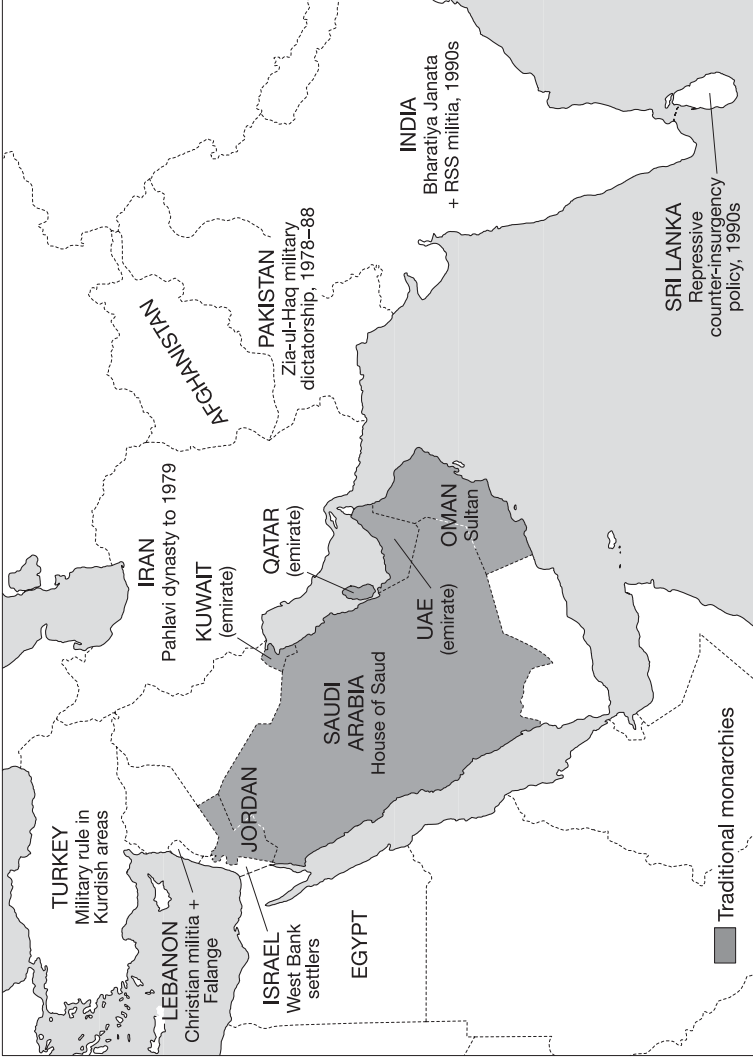 TURKEY
Military rule in
Kurdish areas
LEBANON
Christian militia +
Falange
ISRAEL
West Bank
settlers
EGYPT
JORDAN
SAUDI
ARABIA
House of Saud
IRAN
Pahlavi dynasty to 1979
KUWAIT
(emirate)
QATAR
(emirate)
UAE
(emirate)
OMAN
Sultan
AFGHANISTAN
PAKISTAN
Zia-ul-Haq military
dictatorship, 1978–88
INDIA
Bharatiya Janata
+ RSS militia, 1990s
SRI LANKA
Repressive
counter-insurgency
policy, 1990s
Traditional monarchies